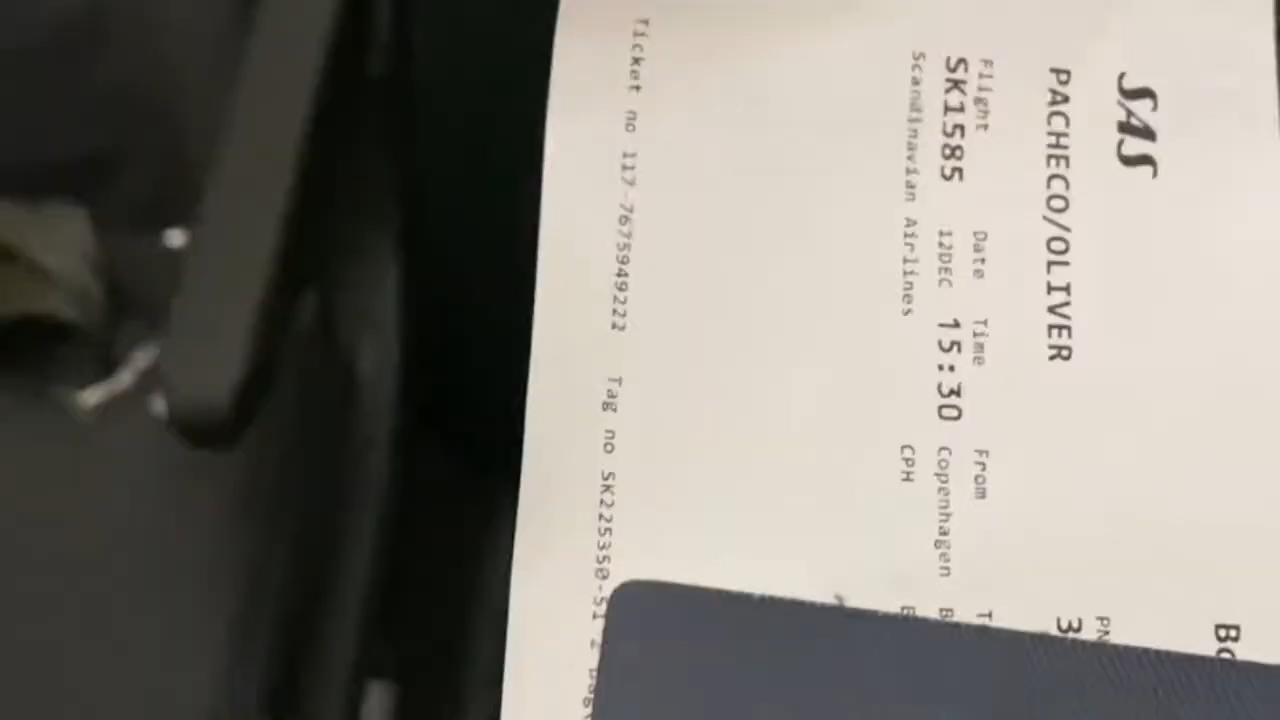 SAS
PACHECO/OLIVER
Flight Date Time From
SK1585 12DEC 15:30 Copenhagen
Scandinavian Airlines CPH
Ticket no 117-7675949222 Tag no SK225350-51